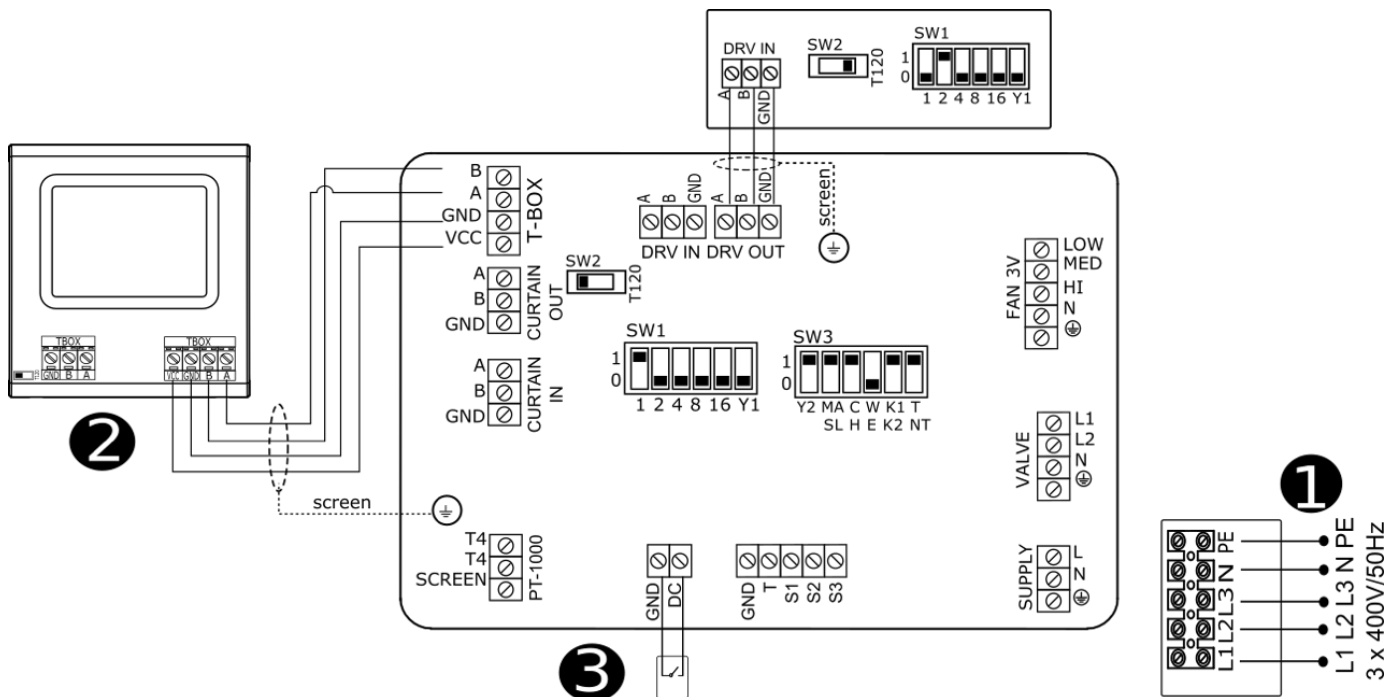 DRV IN
A
B
GND
SW2
T120
SW1
1
0
1 2 4 8 16 Y1
TBOX
GND B A
T120
TBOX
VCC GND B A
2
screen
B
A
GND
VCC
T-BOX
A
B
GND
CURTAIN
OUT
A
B
GND
CURTAIN
IN
SW2
T120
A
B
GND
DRV IN
A
B
GND
DRV OUT
screen
SW1
1
0
1 2 4 8 16 Y1
SW3
1
0
Y2 MA C W K1 T
SL H E K2 NT
FAN 3V
LOW
MED
HI
N
VALVE
L1
L2
N
SUPPLY
L
N
T4
T4
SCREEN
PT-1000
GND
DC
3
GND
T
S1
S2
S3
1
PE
N
L3
L2
L1
L1 L2 L3 N PE
3 x 400V/50Hz